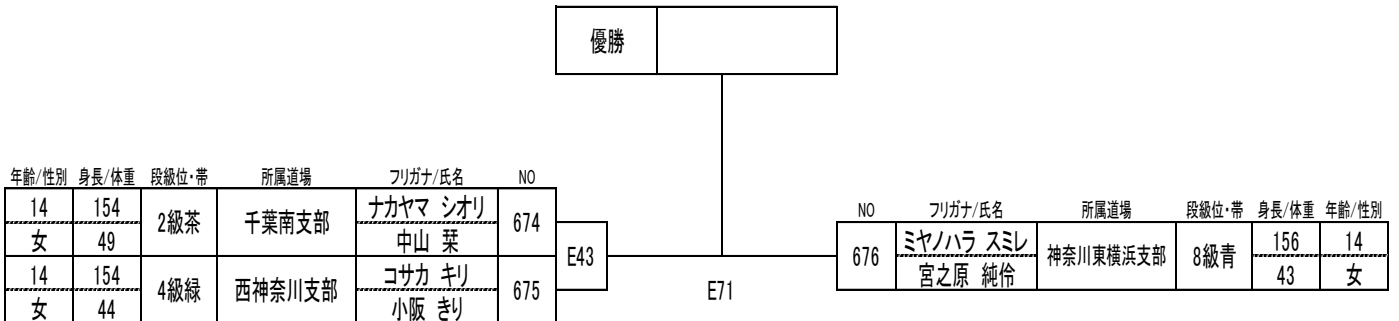 優勝
年齢/性別 身長/体重 段級位・帯 所属道場 フリガナ/氏名 NO
14 154 2級茶 千葉南支部 ナカヤマ シオリ 674
女 49 中山 栞
E43
14 154 4級緑 西神奈川支部 コサカ キリ 675
女 44 小阪 きり
E71
NO フリガナ/氏名 所属道場 段級位・帯 身長/体重 年齢/性別
676 ミヤノハラ スミレ 神奈川東横浜支部 8級青 156 14
宮之原 純伶 43 女